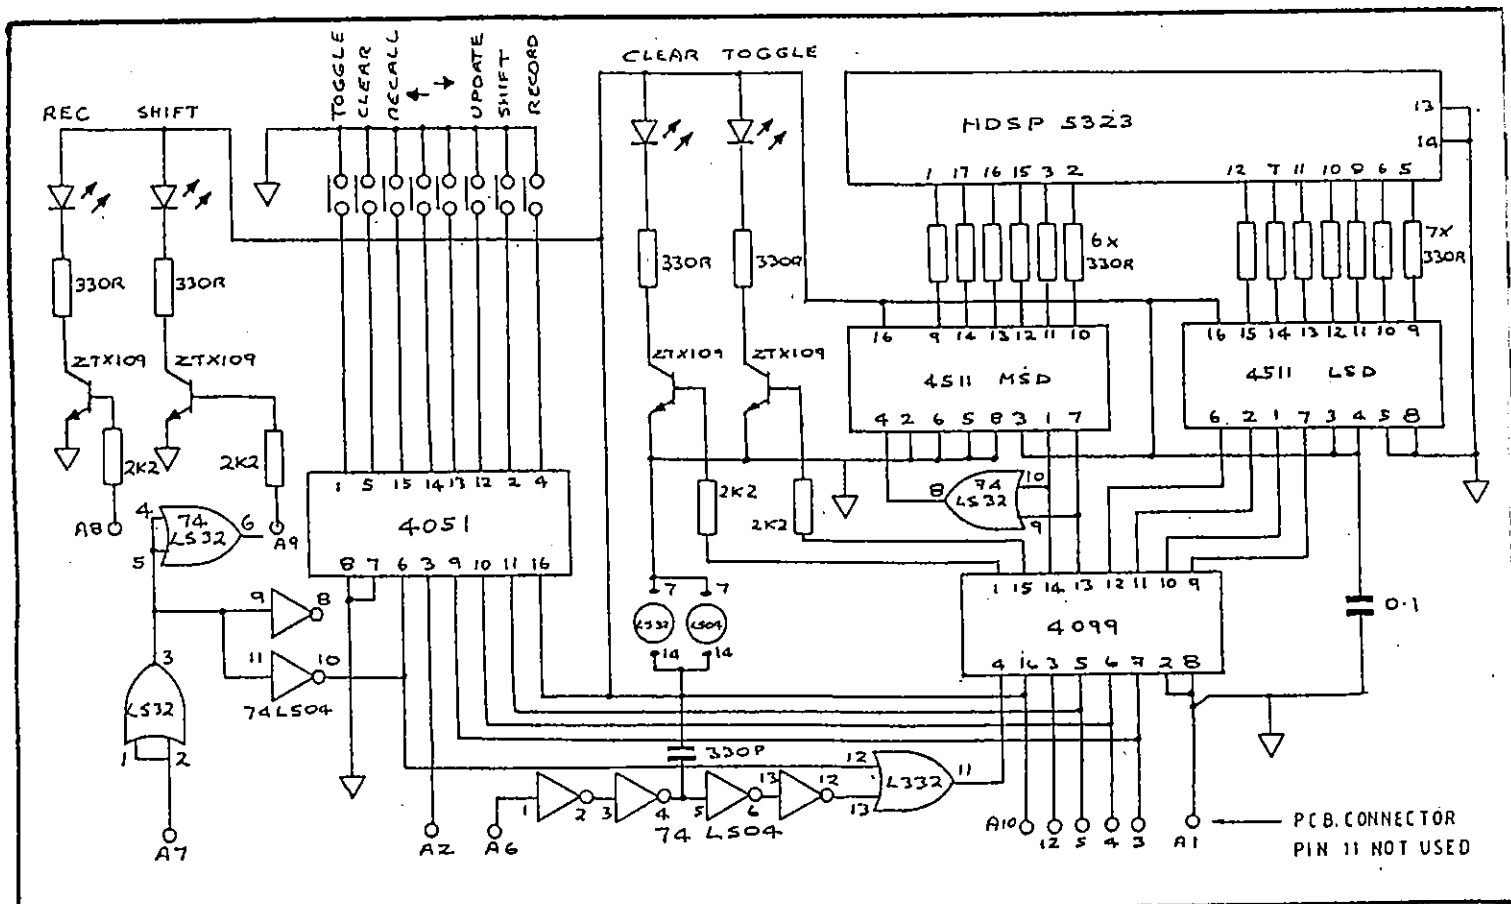 REC SHIFT
TOGGLE
CLEAR
RECALL
UPDATE
SHIFT
RECORD
CLEAR TOGGLE
HDSP 5323
13
14
1 17 16 15 3 2
12 7 11 10 8 6 5
330R 330R
330R 330R
6X
330R
7X
330R
ZTX109 ZTX109
ZTX109 ZTX109
16 9 14 13 12 11 10
4511 MSD
4 2 6 5 8 3 1 7
16 15 14 13 12 11 10 9
4511 LSD
6 2 1 7 3 4 5 8
2K2 2K2
A8 A9
2K2
2K2
1 5 15 14 13 12 2 4
4051
8 7 6 3 9 10 11 16
4
5
74
LS32
6
8
74
LS32
10
9
1 15 14 13 12 11 10 9
4099
4 16 3 5 6 7 2 8
0.1
7 7
LS32 LS04
14 14
9 8
11 10
74LS04
3
LS32
1 2
A7
330P
12
13
L332
11
1 2 3 4 5 6 13 12
74 LS04
A2 A6
A10 12 5 4 3 A1
PCB. CONNECTOR
PIN 11 NOT USED